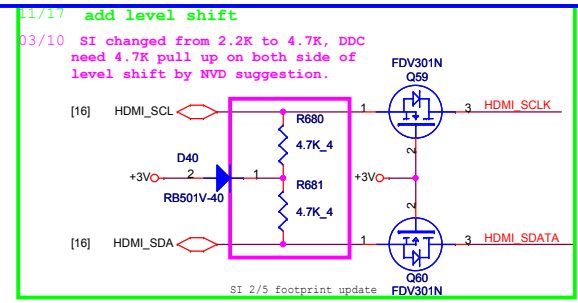 11/17 add level shift
03/10 SI changed from 2.2K to 4.7K, DDC
need 4.7K pull up on both side of
level shift by NVD suggestion.
FDV301N
Q59
[16] HDMI_SCL
1
3 HDMI_SCLK
R680
4.7K_4
2
D40
+3V 2
1
+3V
RB501V-40
R681
4.7K_4
2
[16] HDMI_SDA
1
3 HDMI_SDATA
Q60
SI 2/5 footprint update
FDV301N